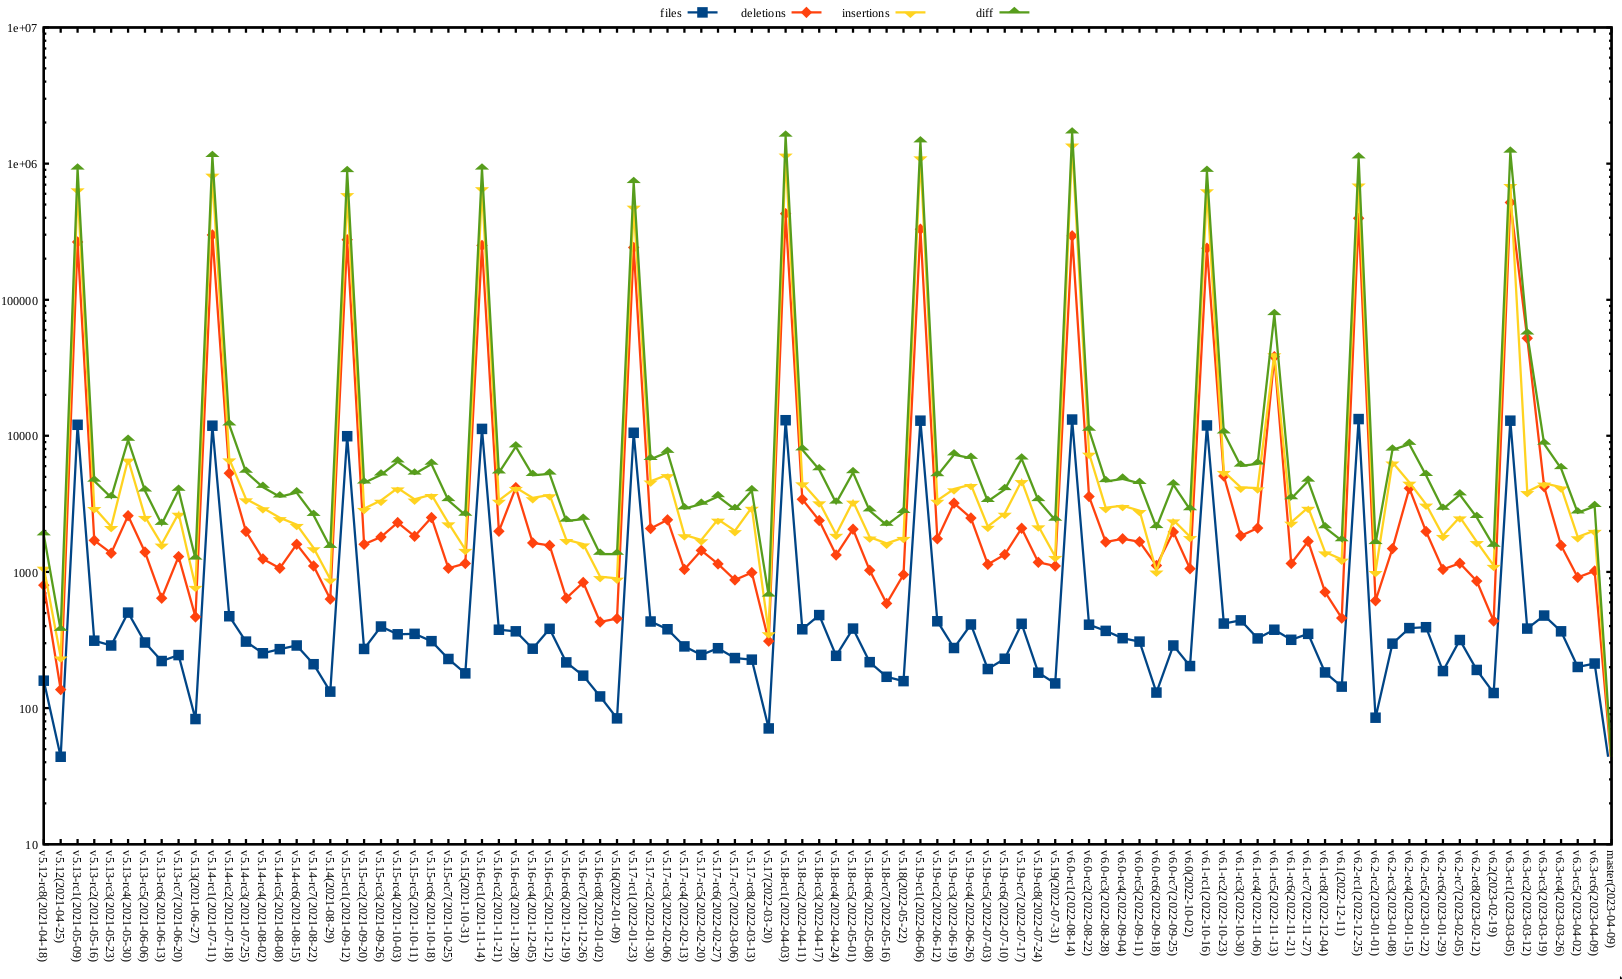 files deletions insertions diff
1e+07
1e+06
100000
10000
1000
100
10
v5.12-rc8(2021-04-18)
v5.12(2021-04-25)
v5.13-rc1(2021-05-09)
v5.13-rc2(2021-05-16)
v5.13-rc3(2021-05-23)
v5.13-rc4(2021-05-30)
v5.13-rc5(2021-06-06)
v5.13-rc6(2021-06-13)
v5.13-rc7(2021-06-20)
v5.13(2021-06-27)
v5.14-rc1(2021-07-11)
v5.14-rc2(2021-07-18)
v5.14-rc3(2021-07-25)
v5.14-rc4(2021-08-02)
v5.14-rc5(2021-08-08)
v5.14-rc6(2021-08-15)
v5.14-rc7(2021-08-22)
v5.14(2021-08-29)
v5.15-rc1(2021-09-12)
v5.15-rc2(2021-09-20)
v5.15-rc3(2021-09-26)
v5.15-rc4(2021-10-03)
v5.15-rc5(2021-10-11)
v5.15-rc6(2021-10-18)
v5.15-rc7(2021-10-25)
v5.15(2021-10-31)
v5.16-rc1(2021-11-14)
v5.16-rc2(2021-11-21)
v5.16-rc3(2021-11-28)
v5.16-rc4(2021-12-05)
v5.16-rc5(2021-12-12)
v5.16-rc6(2021-12-19)
v5.16-rc7(2021-12-26)
v5.16-rc8(2022-01-02)
v5.16(2022-01-09)
v5.17-rc1(2022-01-23)
v5.17-rc2(2022-01-30)
v5.17-rc3(2022-02-06)
v5.17-rc4(2022-02-13)
v5.17-rc5(2022-02-20)
v5.17-rc6(2022-02-27)
v5.17-rc7(2022-03-06)
v5.17-rc8(2022-03-13)
v5.17(2022-03-20)
v5.18-rc1(2022-04-03)
v5.18-rc2(2022-04-11)
v5.18-rc3(2022-04-17)
v5.18-rc4(2022-04-24)
v5.18-rc5(2022-05-01)
v5.18-rc6(2022-05-08)
v5.18-rc7(2022-05-16)
v5.18(2022-05-22)
v5.19-rc1(2022-06-06)
v5.19-rc2(2022-06-12)
v5.19-rc3(2022-06-19)
v5.19-rc4(2022-06-26)
v5.19-rc5(2022-07-03)
v5.19-rc6(2022-07-10)
v5.19-rc7(2022-07-17)
v5.19-rc8(2022-07-24)
v5.19(2022-07-31)
v6.0-rc1(2022-08-14)
v6.0-rc2(2022-08-22)
v6.0-rc3(2022-08-28)
v6.0-rc4(2022-09-04)
v6.0-rc5(2022-09-11)
v6.0-rc6(2022-09-18)
v6.0-rc7(2022-09-25)
v6.0(2022-10-02)
v6.1-rc1(2022-10-16)
v6.1-rc2(2022-10-23)
v6.1-rc3(2022-10-30)
v6.1-rc4(2022-11-06)
v6.1-rc5(2022-11-13)
v6.1-rc6(2022-11-21)
v6.1-rc7(2022-11-27)
v6.1-rc8(2022-12-04)
v6.1(2022-12-11)
v6.2-rc1(2022-12-25)
v6.2-rc2(2023-01-01)
v6.2-rc3(2023-01-08)
v6.2-rc4(2023-01-15)
v6.2-rc5(2023-01-22)
v6.2-rc6(2023-01-29)
v6.2-rc7(2023-02-05)
v6.2-rc8(2023-02-12)
v6.2(2023-02-19)
v6.3-rc1(2023-03-05)
v6.3-rc2(2023-03-12)
v6.3-rc3(2023-03-19)
v6.3-rc4(2023-03-26)
v6.3-rc5(2023-04-02)
v6.3-rc6(2023-04-09)
master(2023-04-09)